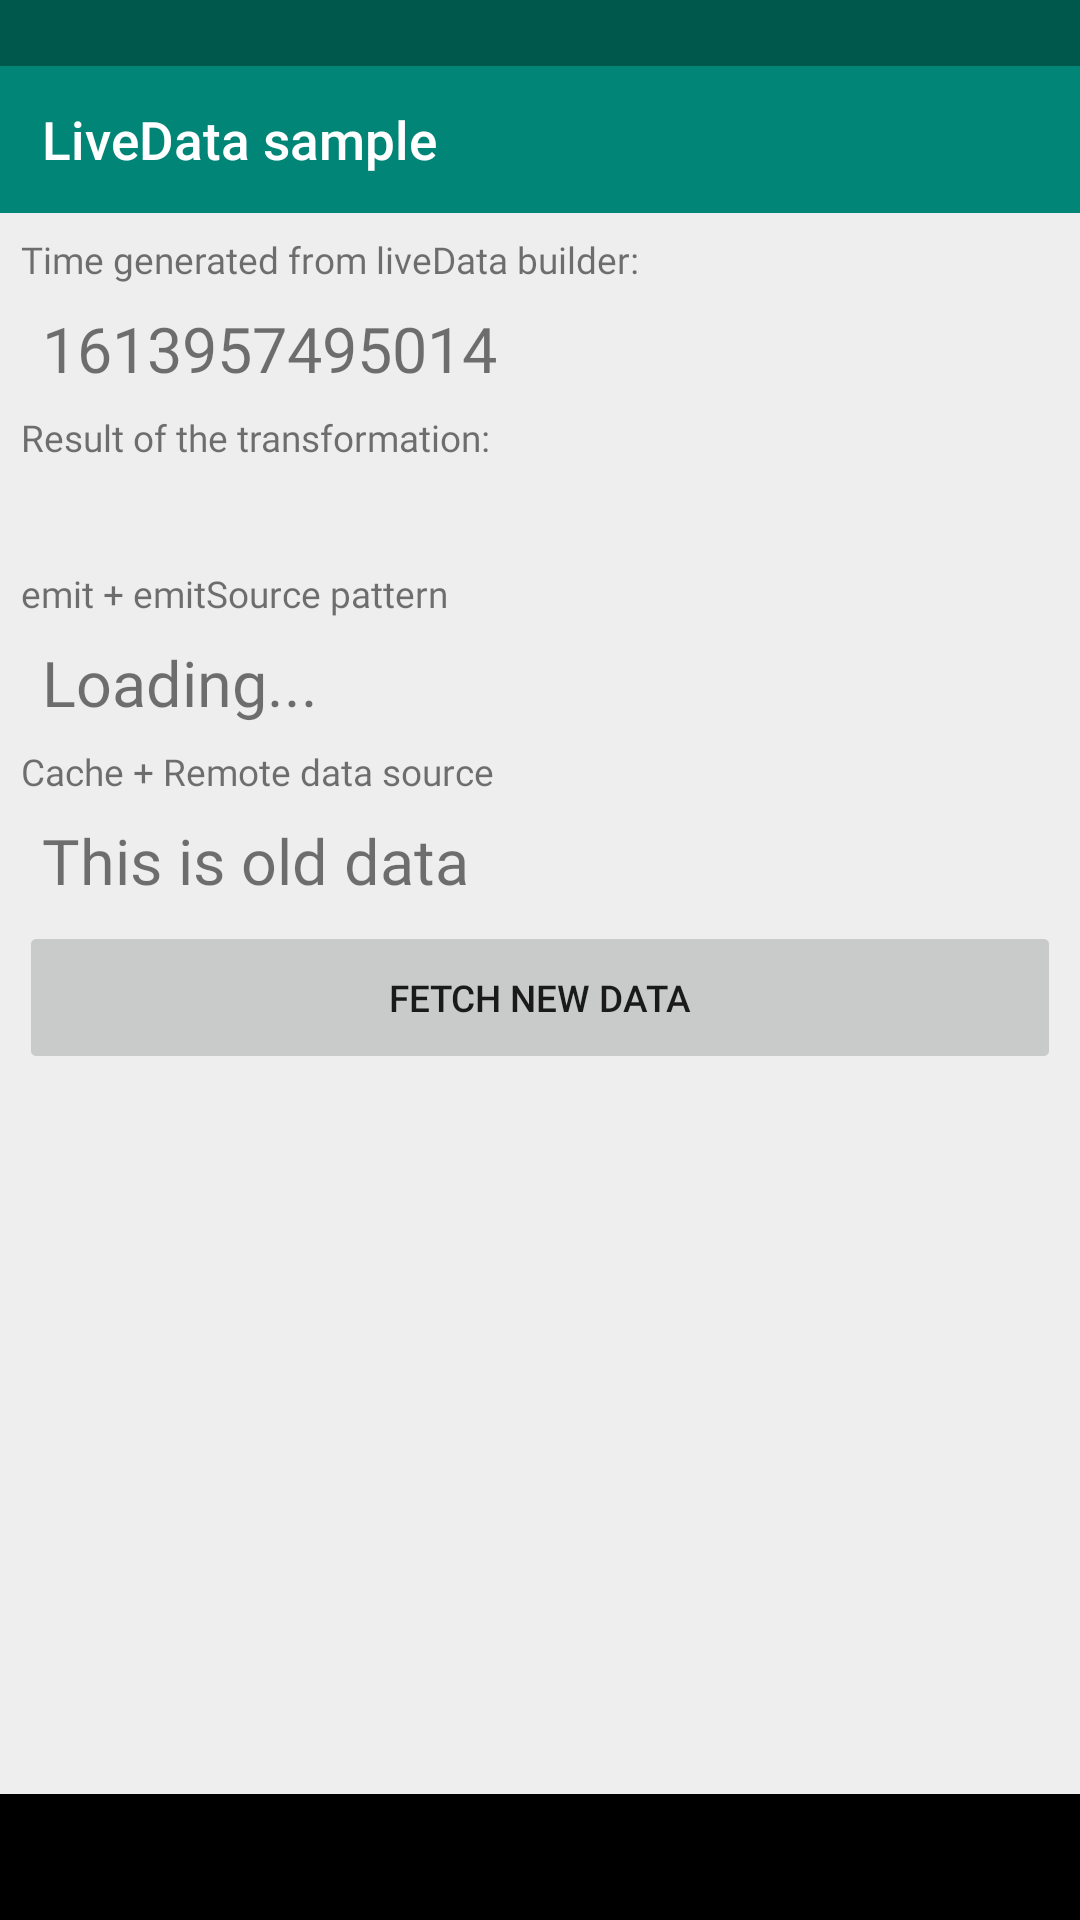 LiveData sample
Time generated from liveData builder:
1613957495014
Result of the transformation:
emit + emitSource pattern
Loading...
Cache + Remote data source
This is old data
FETCH NEW DATA